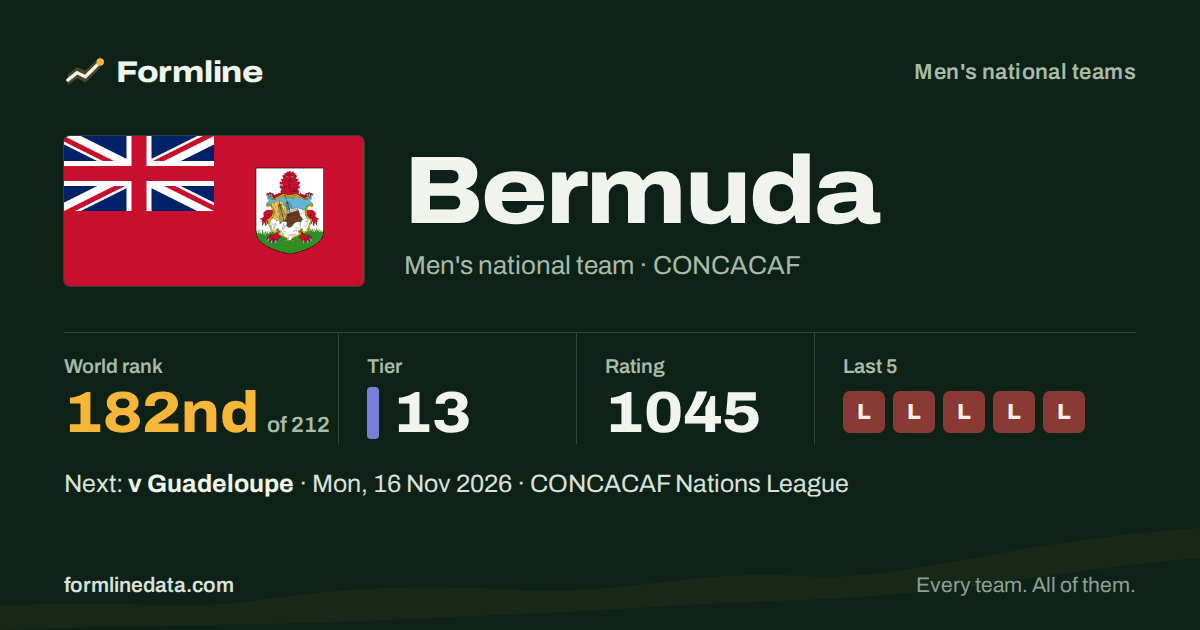 Formline
Men's national teams
Bermuda
Men's national team · CONCACAF
World rank
182nd of 212
Tier
13
Rating
1045
Last 5
L L L L L
Next: v Guadeloupe · Mon, 16 Nov 2026 · CONCACAF Nations League
formlinedata.com
Every team. All of them.